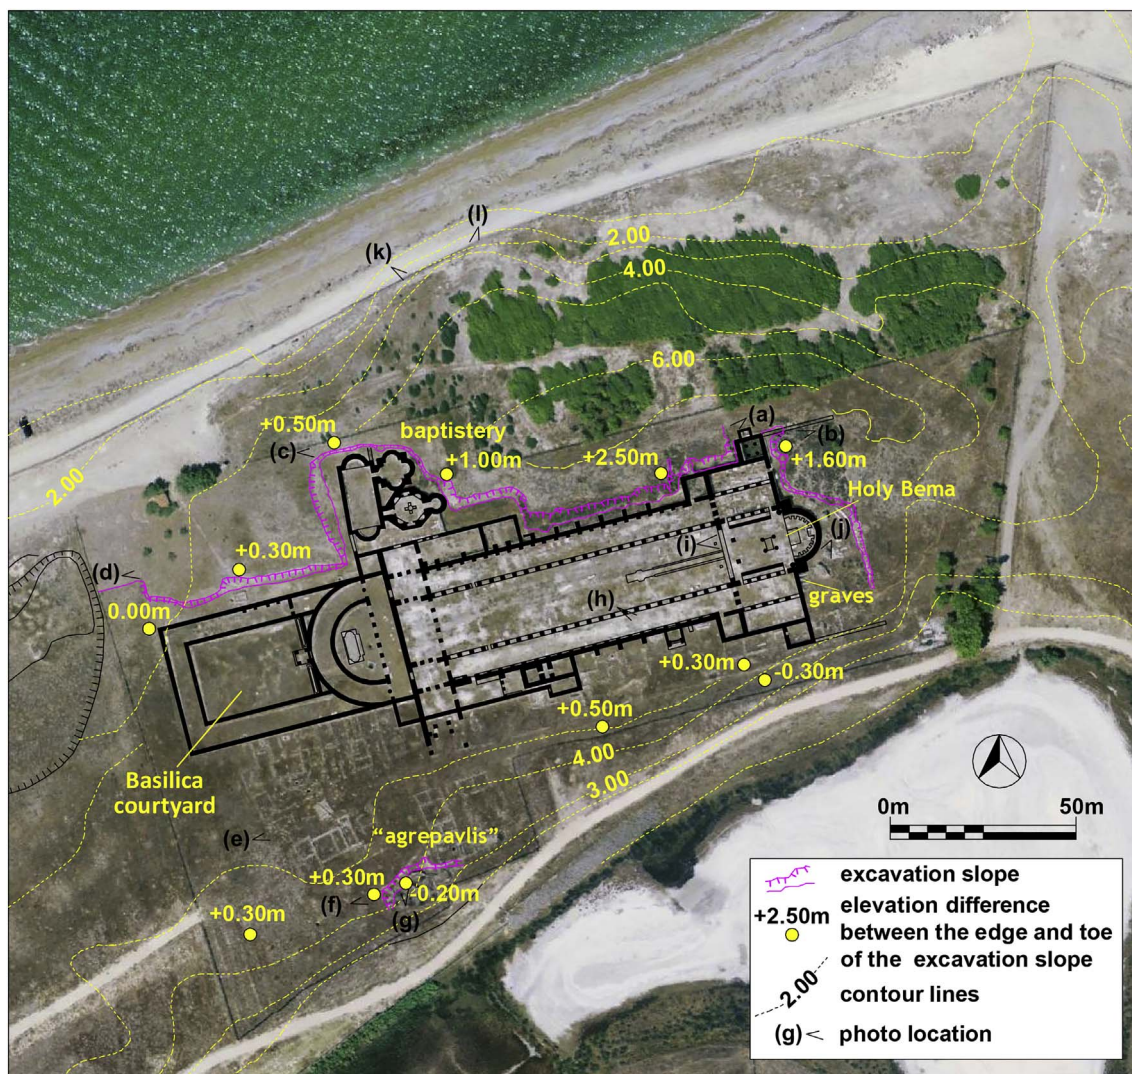 (l)
2.00
(k)
4.00
6.00
(a)
+0.50m
baptistery
(b)
(c)
+1.00m
+2.50m
+1.60m
2.00
Holy Bema
(j)
(i)
+0.30m
(d)
graves
(h)
0.00m
+0.30m
-0.30m
+0.50m
4.00
Basilica
courtyard
3.00
0m
50m
(e)
"agrepavlis"
+0.30m
-0.20m
(f)
(g)
+0.30m
excavation slope
+2.50m
elevation difference
between the edge and toe
of the excavation slope
2.00
contour lines
(g)
photo location